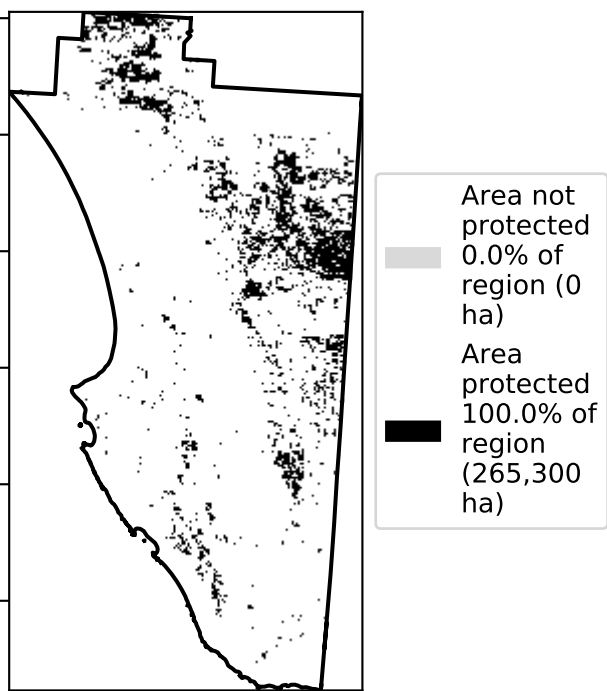 Area not
protected
0.0% of
region (0
ha)
Area
protected
100.0% of
region
(265,300
ha)